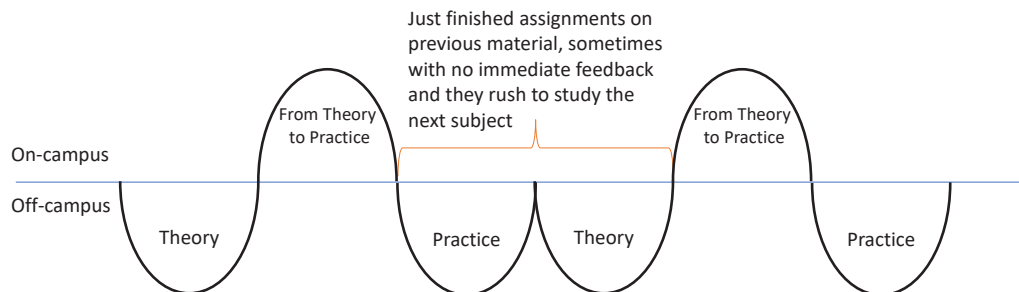 Just finished assignments on
previous material, sometimes
with no immediate feedback
and they rush to study the
next subject
From Theory
to Practice
From Theory
to Practice
On-campus
Off-campus
Theory
Practice
Theory
Practice